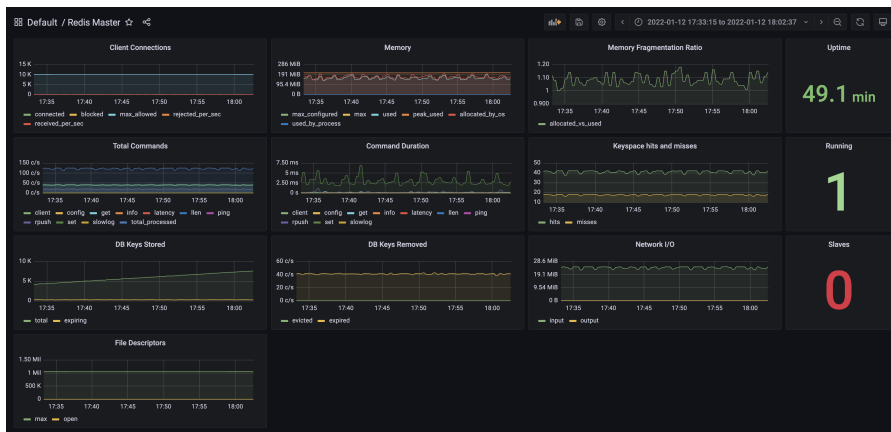 Default / Redis Master
2022-01-12 17:33:15 to 2022-01-12 18:02:37
Client Connections
15 K
10 K
5 K
0
17:35 17:40 17:45 17:50 17:55 18:00
connected blocked max_allowed rejected_per_sec
received_per_sec
Memory
286 MiB
191 MiB
95.4 MiB
0 B
17:35 17:40 17:45 17:50 17:55 18:00
max_configured max used peak_used allocated_by_os
used_by_process
Memory Fragmentation Ratio
1.20
1.10
1
0.900
17:35 17:40 17:45 17:50 17:55 18:00
allocated_vs_used
Uptime
49.1 min
Total Commands
150 c/s
100 c/s
50 c/s
0 c/s
17:35 17:40 17:45 17:50 17:55 18:00
client config get info latency llen ping
rpush set slowlog total_processed
Command Duration
7.50 ms
5 ms
2.50 ms
0 s
17:35 17:40 17:45 17:50 17:55 18:00
client config get info latency llen ping
rpush set slowlog
Keyspace hits and misses
50
40
30
20
10
17:35 17:40 17:45 17:50 17:55 18:00
hits misses
Running
1
DB Keys Stored
10 K
5 K
0
17:35 17:40 17:45 17:50 17:55 18:00
total expiring
DB Keys Removed
60 c/s
40 c/s
20 c/s
0 c/s
17:35 17:40 17:45 17:50 17:55 18:00
evicted expired
Network I/O
28.6 MiB
19.1 MiB
9.54 MiB
0 B
17:35 17:40 17:45 17:50 17:55 18:00
input output
Slaves
0
File Descriptors
1.50 Mil
1 Mil
500 K
0
17:35 17:40 17:45 17:50 17:55 18:00
max open